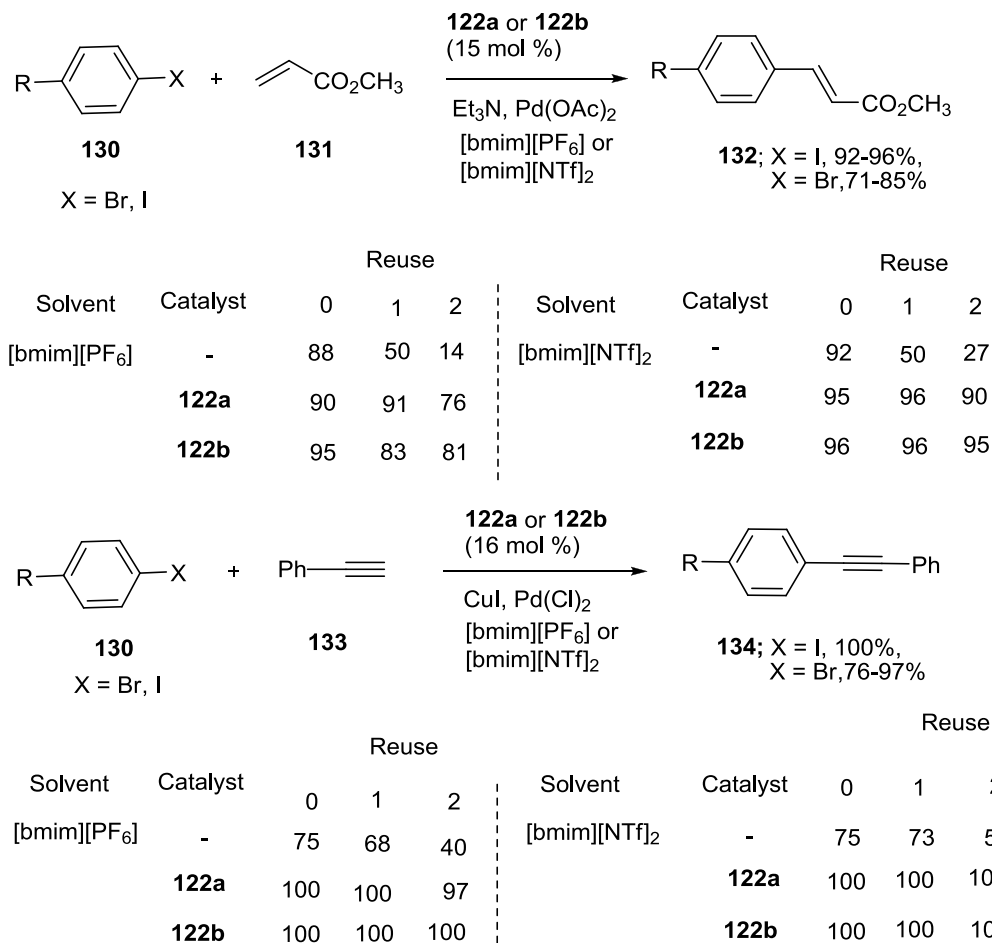 122a or 122b
(15 mol %)
R
X
+
CO₂CH₃
Et₃N, Pd(OAc)₂
[bmim][PF₆] or
[bmim][NTf]₂
R
CO₂CH₃
130
131
132; X = I, 92-96%,
X = Br,71-85%
X = Br, I
Reuse
Reuse
Solvent Catalyst 0 1 2
Solvent Catalyst 0 1 2
[bmim][PF₆] - 88 50 14
[bmim][NTf]₂ - 92 50 27
122a 90 91 76
122a 95 96 90
122b 95 83 81
122b 96 96 95
122a or 122b
(16 mol %)
R
X
+
Ph
CuI, Pd(Cl)₂
[bmim][PF₆] or
[bmim][NTf]₂
R
Ph
130
133
134; X = I, 100%,
X = Br,76-97%
X = Br, I
Reuse
Reuse
Solvent Catalyst 0 1 2
Solvent Catalyst 0 1
[bmim][PF₆] - 75 68 40
[bmim][NTf]₂ - 75 73
122a 100 100 97
122a 100 100
122b 100 100 100
122b 100 100